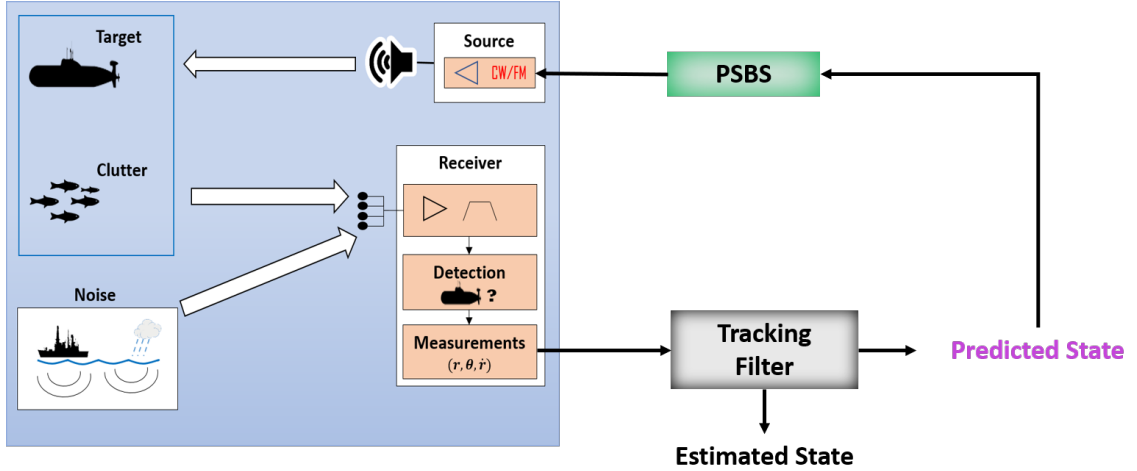 Target
Source
CW/FM
PSBS
Clutter
Receiver
Noise
Detection
?
Measurements
(r, θ, ṙ)
Tracking
Filter
Predicted State
Estimated State